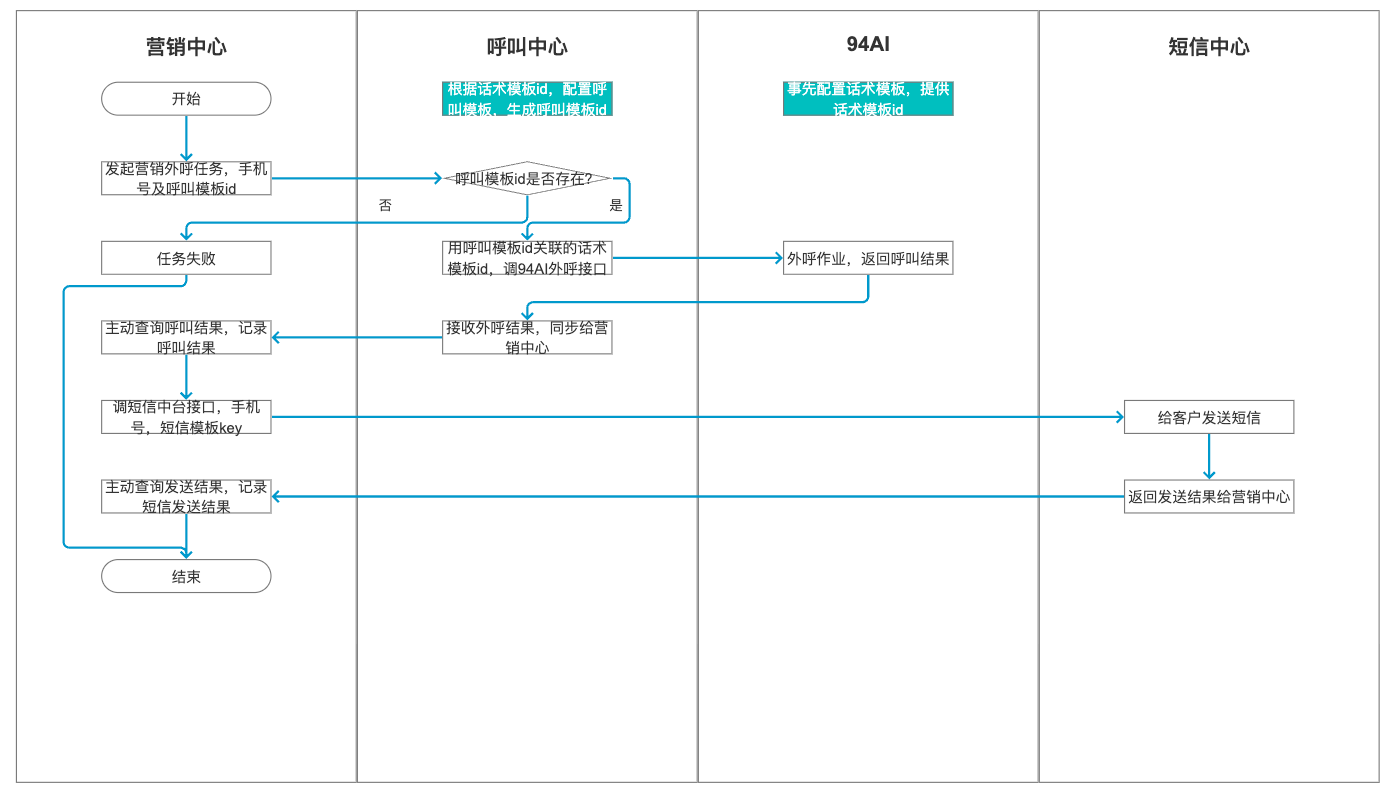 营销中心
呼叫中心
94AI
短信中心
开始
根据话术模板id，配置呼
叫模板，生成呼叫模板id
事先配置话术模板，提供
话术模板id
发起营销外呼任务，手机
号及呼叫模板id
呼叫模板id是否存在?
否
是
任务失败
用呼叫模板id关联的话术
模板id，调94AI外呼接口
外呼作业，返回呼叫结果
主动查询呼叫结果，记录
呼叫结果
接收外呼结果，同步给营
销中心
调短信中台接口，手机
号，短信模板key
给客户发送短信
主动查询发送结果，记录
短信发送结果
返回发送结果给营销中心
结束